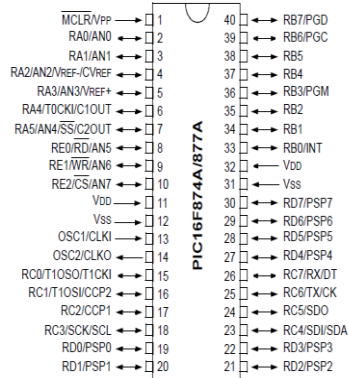 MCLR/VPP 1 40 RB7/PGD
RA0/AN0 2 39 RB6/PGC
RA1/AN1 3 38 RB5
RA2/AN2/VREF-/CVREF 4 37 RB4
RA3/AN3/VREF+ 5 36 RB3/PGM
RA4/T0CKI/C1OUT 6 35 RB2
RA5/AN4/SS/C2OUT 7 34 RB1
RE0/RD/AN5 8 33 RB0/INT
RE1/WR/AN6 9 32 VDD
RE2/CS/AN7 10 31 VSS
VDD 11 30 RD7/PSP7
VSS 12 29 RD6/PSP6
OSC1/CLKI 13 28 RD5/PSP5
OSC2/CLKO 14 27 RD4/PSP4
RC0/T1OSO/T1CKI 15 26 RC7/RX/DT
RC1/T1OSI/CCP2 16 25 RC6/TX/CK
RC2/CCP1 17 24 RC5/SDO
RC3/SCK/SCL 18 23 RC4/SDI/SDA
RD0/PSP0 19 22 RD3/PSP3
RD1/PSP1 20 21 RD2/PSP2
PIC16F874A/877A